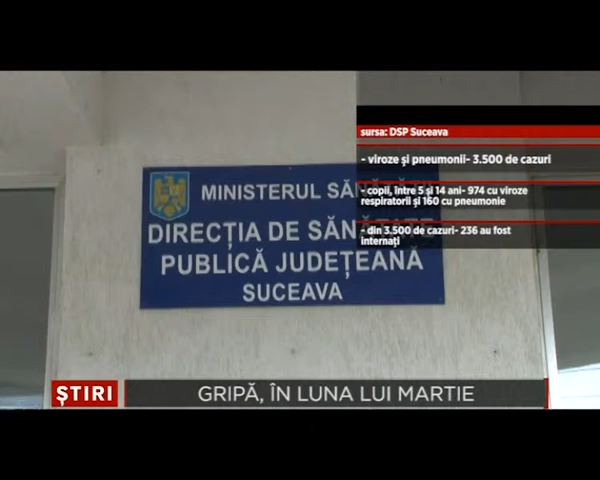 sursa: DSP Suceava
- viroze și pneumonii- 3.500 de cazuri
- copii, între 5 și 14 ani- 974 cu viroze
respiratorii și 160 cu pneumonie
- din 3.500 de cazuri- 236 au fost
internați
MINISTERUL
DIRECȚIA DE
PUBLICĂ JUDEȚEANĂ
SUCEAVA
ȘTIRI
GRIPĂ, ÎN LUNA LUI MARTIE